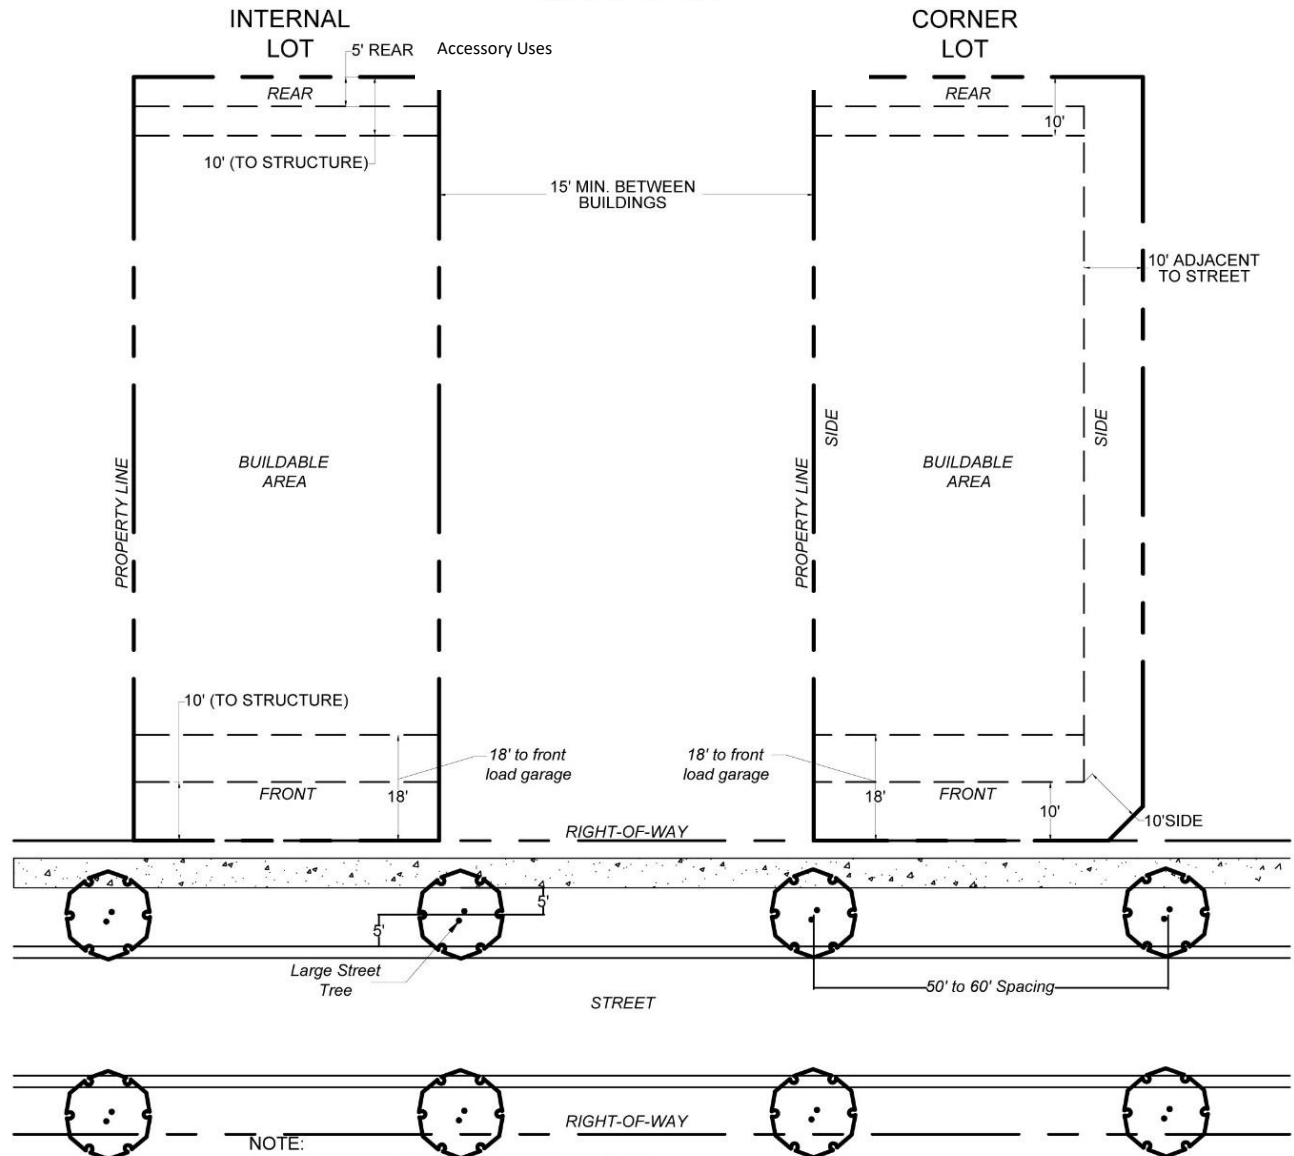 INTERNAL
LOT
CORNER
LOT
5' REAR
Accessory Uses
REAR
REAR
10'
10' (TO STRUCTURE)
15' MIN. BETWEEN
BUILDINGS
10' ADJACENT
TO STREET
PROPERTY LINE
BUILDABLE
AREA
PROPERTY LINE
SIDE
BUILDABLE
AREA
SIDE
10' (TO STRUCTURE)
18' to front
load garage
18' to front
load garage
FRONT
18'
18'
FRONT
10'
10'SIDE
RIGHT-OF-WAY
5'
5'
Large Street
Tree
50' to 60' Spacing
STREET
RIGHT-OF-WAY
NOTE: